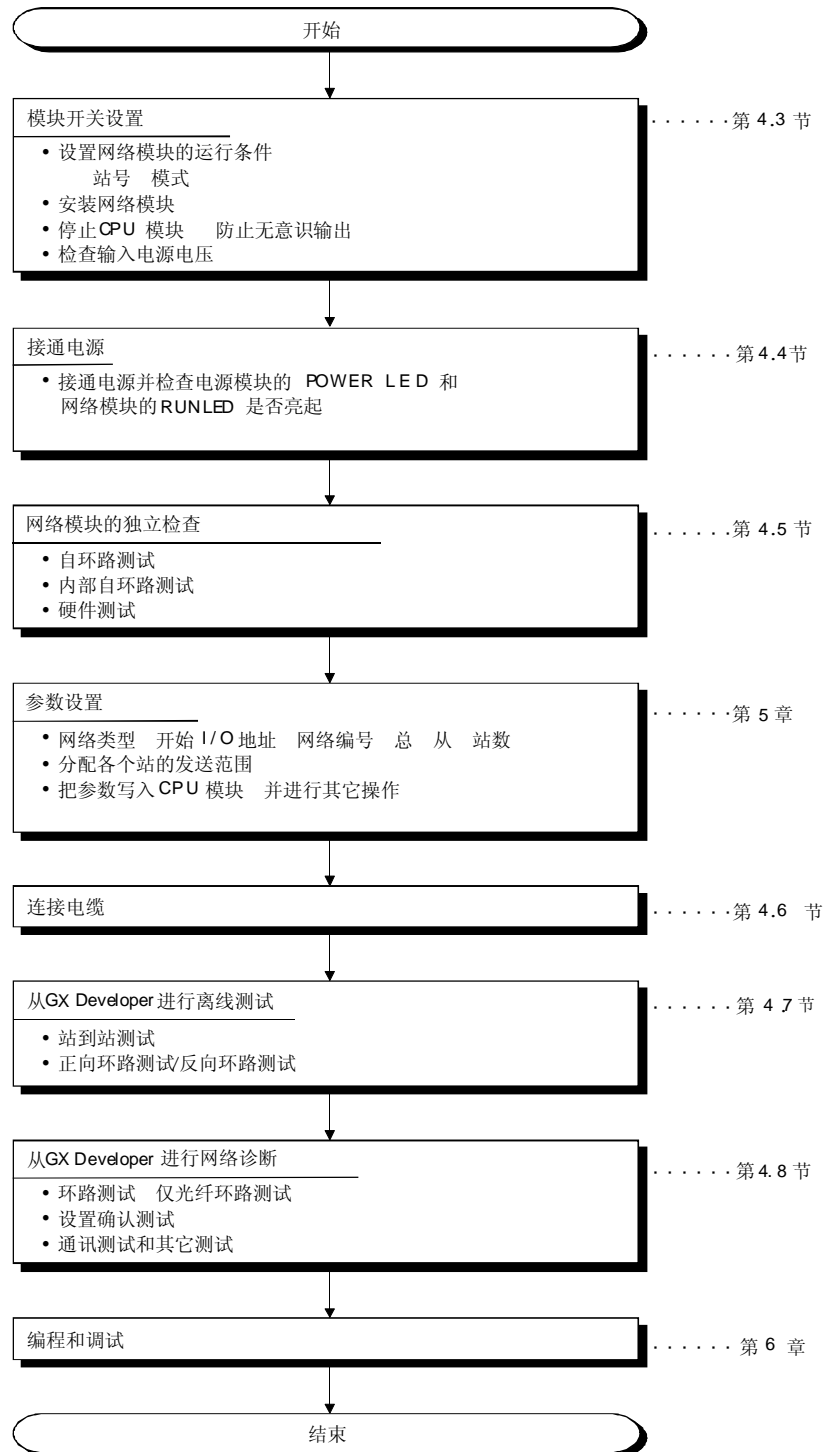 开始
模块开关设置
······第 4.3 节
• 设置网络模块的运行条件
站号 模式
• 安装网络模块
• 停止CPU 模块 防止无意识输出
• 检查输入电源电压
接通电源
······第4.4节
• 接通电源并检查电源模块的 POWER LED 和
网络模块的RUNLED 是否亮起
网络模块的独立检查
······第 4.5 节
• 自环路测试
• 内部自环路测试
• 硬件测试
参数设置
······第 5 章
• 网络类型 开始 I/O 地址 网络编号 总 从 站数
• 分配各个站的发送范围
• 把参数写入CPU 模块 并进行其它操作
连接电缆
······第 4.6 节
从GX Developer 进行离线测试
······第 4.7 节
• 站到站测试
• 正向环路测试/反向环路测试
从GX Developer 进行网络诊断
······第4.8 节
• 环路测试 仅光纤环路测试
• 设置确认测试
• 通讯测试和其它测试
编程和调试
······第 6 章
结束